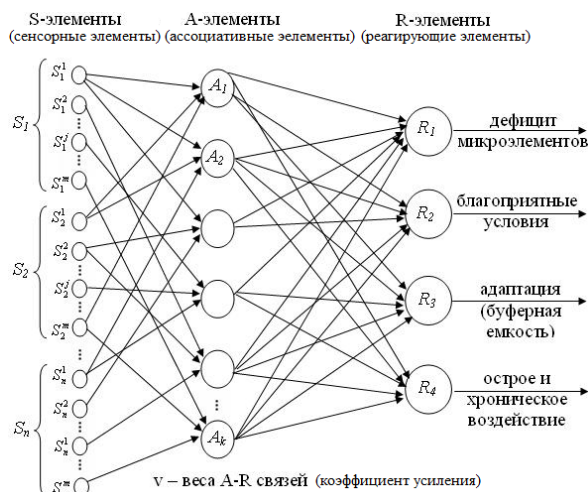 S-элементы A-элементы R-элементы
(сенсорные элементы) (ассоциативные эелементы) (реагирующие элементы)
S₁
S₁¹
S₁²
S₁ʲ
S₁ᵐ
S₂
S₂¹
S₂²
S₂ʲ
S₂ᵐ
Sₙ
Sₙ¹
Sₙ²
Sₙ¹
Sₙᵐ
A₁
A₂
⋮
Aₖ
R₁
R₂
R₃
R₄
дефицит
микроэлементов
благоприятные
условия
адаптация
(буферная
емкость)
острое и
хроническое
воздействие
v – веса A-R связей (коэффициент усиления)